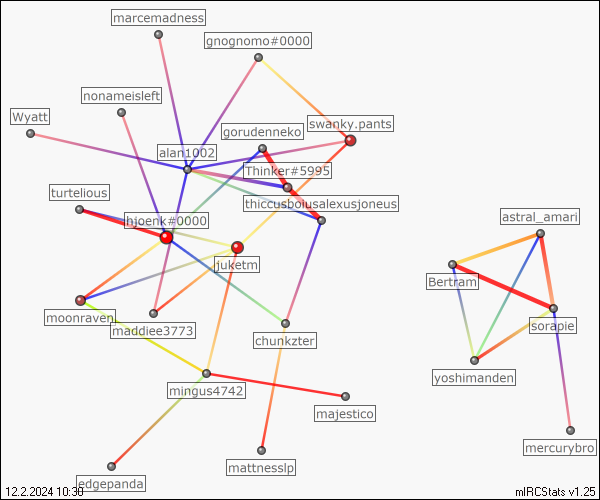 marcemadness
gnognomo#0000
nonameisleft
Wyatt
swanky.pants
gorudenneko
alan1002
Thinker#5995
turtelious
thiccusboiusalexusjoneus
hjoenk#0000
astral_amari
juketm
Bertram
moonraven
maddiee3773
sorapie
chunkzter
yoshimanden
mingus4742
majestico
mercurybro
mattnesslp
edgepanda
12.2.2024 10:30
mIRCStats v1.25